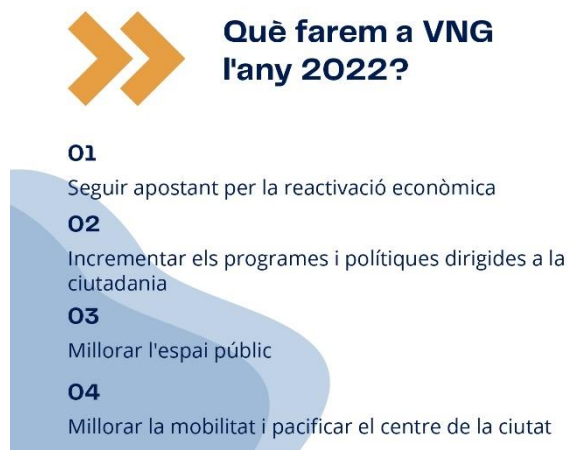 Què farem a VNG
l'any 2022?
01
Seguir apostant per la reactivació econòmica
02
Incrementar els programes i polítiques dirigides a la
ciutadania
03
Millorar l'espai públic
04
Millorar la mobilitat i pacificar el centre de la ciutat